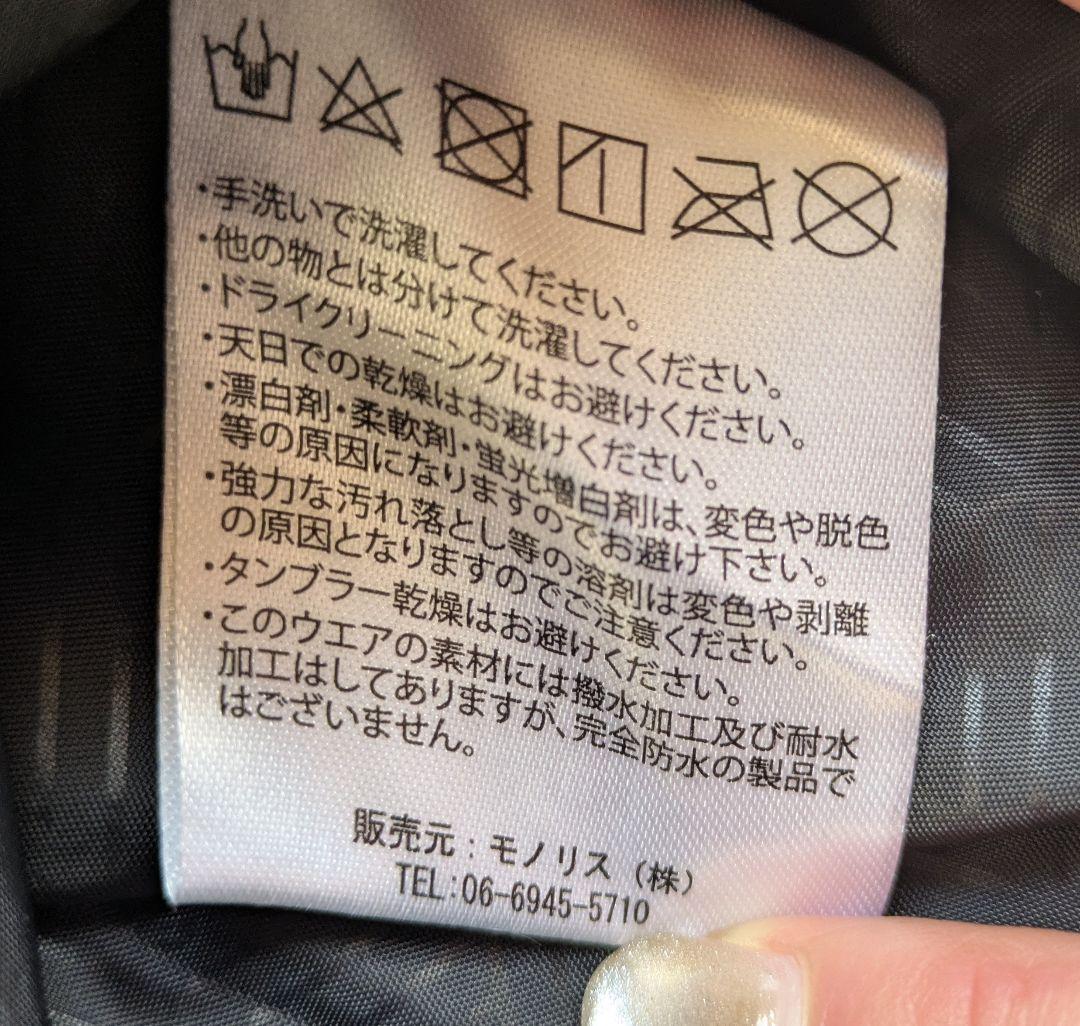 ・手洗いで洗濯してください。
・他の物とは分けて洗濯してください。
・ドライクリーニングはお避けください。
・天日での乾燥はお避けください。
・漂白剤・柔軟剤・蛍光増白剤は、変色や脱色
等の原因になりますのでお避け下さい。
・強力な汚れ落とし等の溶剤は変色や剥離
の原因となりますのでご注意ください。
・タンブラー乾燥はお避けください。
・このウエアの素材には撥水加工及び耐水
加工はしてありますが、完全防水の製品で
はございません。
販売元：モノリス（株）
TEL:06-6945-5710